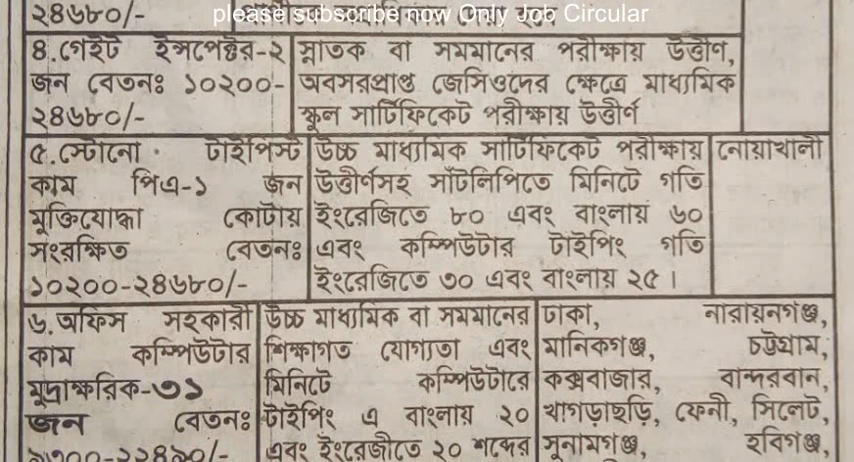 please subscribe now Only Job Circular
২৪৬৮০/-
৪.গেইট ইন্সপেক্টর-২ স্নাতক বা সমমানের পরীক্ষায় উত্তীর্ণ,
জন বেতনঃ ১০২০০- অবসরপ্রাপ্ত জেসিওদের ক্ষেত্রে মাধ্যমিক
২৪৬৮০/- স্কুল সার্টিফিকেট পরীক্ষায় উত্তীর্ণ
৫.স্টেনো টাইপিস্ট উচ্চ মাধ্যমিক সার্টিফিকেট পরীক্ষায় নোয়াখালী
কাম পিএ-১ জন উত্তীর্ণসহ সাঁটলিপিতে মিনিটে গতি
মুক্তিযোদ্ধা কোটায় ইংরেজিতে ৮০ এবং বাংলায় ৬০
সংরক্ষিত বেতনঃ এবং কম্পিউটার টাইপিং গতি
১০২০০-২৪৬৮০/- ইংরেজিতে ৩০ এবং বাংলায় ২৫।
৬.অফিস সহকারী উচ্চ মাধ্যমিক বা সমমানের ঢাকা, নারায়নগঞ্জ,
কাম কম্পিউটার শিক্ষাগত যোগ্যতা এবং মানিকগঞ্জ, চট্টগ্রাম,
মুদ্রাক্ষরিক-৩১ মিনিটে কম্পিউটারে কক্সবাজার, বান্দরবান,
জন বেতনঃ টাইপিং এ বাংলায় ২০ খাগড়াছড়ি, ফেনী, সিলেট,
৯৩০০-২২৪৯০/- এবং ইংরেজীতে ২০ শব্দের সুনামগঞ্জ, হবিগঞ্জ,